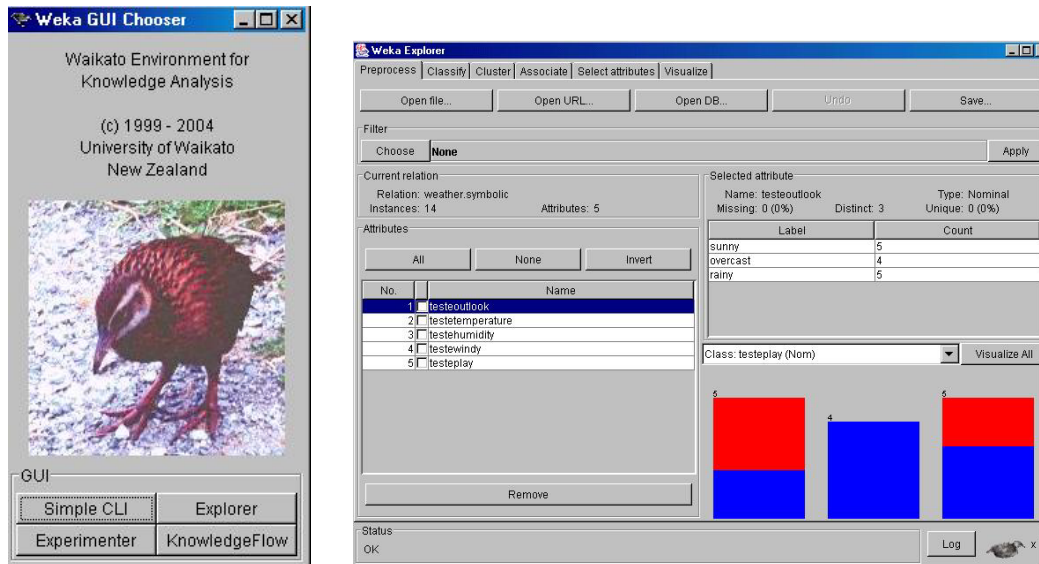 Weka GUI Chooser
Waikato Environment for
Knowledge Analysis
(c) 1999 - 2004
University of Waikato
New Zealand
GUI
Simple CLI Explorer
Experimenter KnowledgeFlow
Weka Explorer
Preprocess Classify Cluster Associate Select attributes Visualize
Open file... Open URL... Open DB... Undo Save...
Filter
Choose None Apply
Current relation
Relation: weather.symbolic
Instances: 14 Attributes: 5
Attributes
All None Invert
No. Name
1 testeoutlook
2 testetemperature
3 testehumidity
4 testewindy
5 testeplay
Remove
Selected attribute
Name: testeoutlook Type: Nominal
Missing: 0 (0%) Distinct: 3 Unique: 0 (0%)
Label Count
sunny 5
overcast 4
rainy 5
Class: testeplay (Nom) Visualize All
5 4 5
Status
OK
Log x